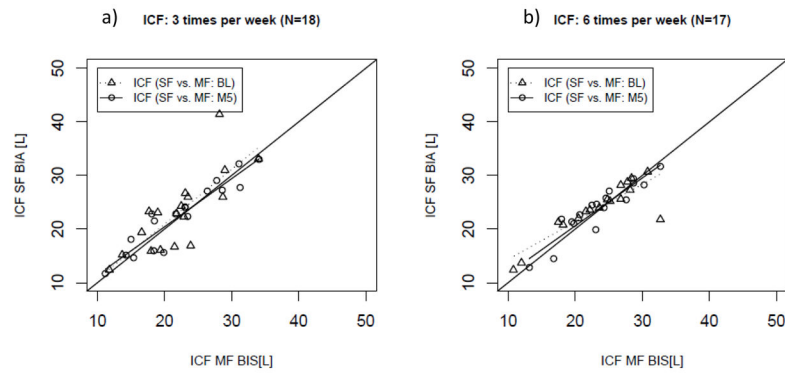 a) ICF: 3 times per week (N=18)
b) ICF: 6 times per week (N=17)
ICF SF BIA [L]
50
40
30
20
10
ICF (SF vs. MF: BL)
ICF (SF vs. MF: M5)
10 20 30 40 50
ICF MF BIS[L]
ICF SF BIA [L]
50
40
30
20
10
ICF (SF vs. MF: BL)
ICF (SF vs. MF: M5)
10 20 30 40 50
ICF MF BIS[L]